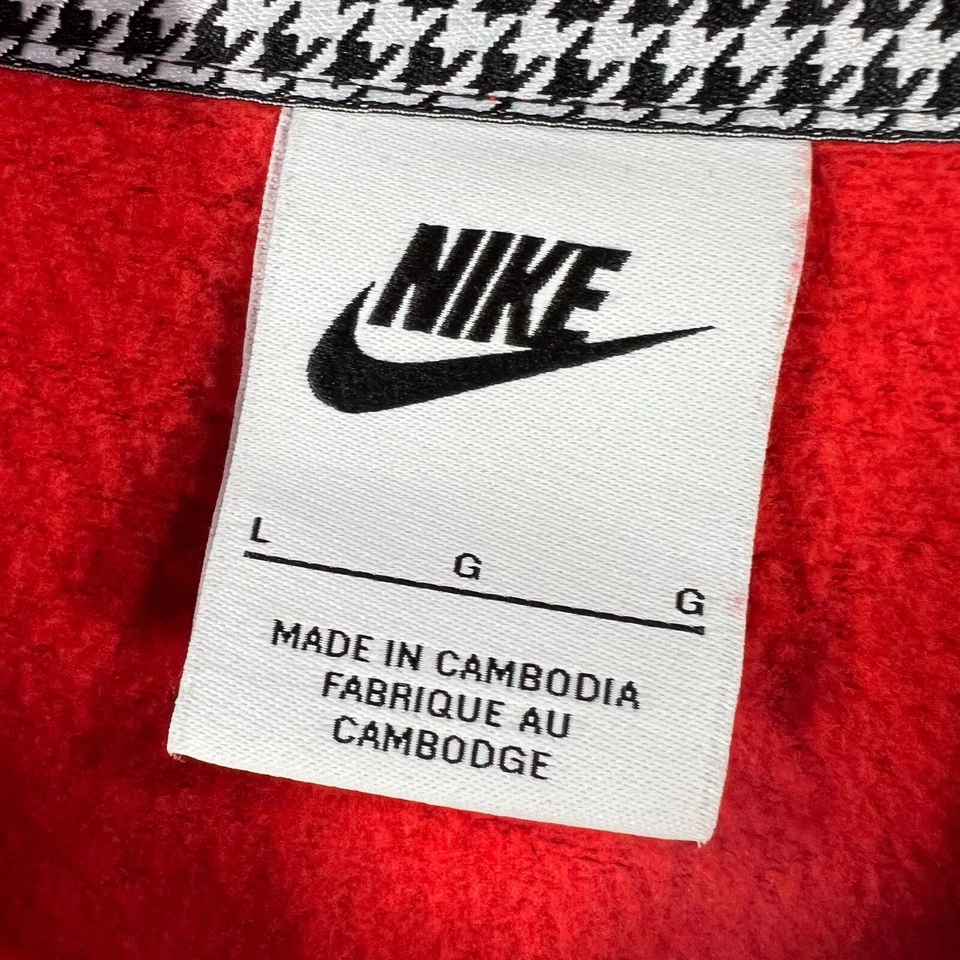 NIKE
L G G
MADE IN CAMBODIA
FABRIQUE AU
CAMBODGE